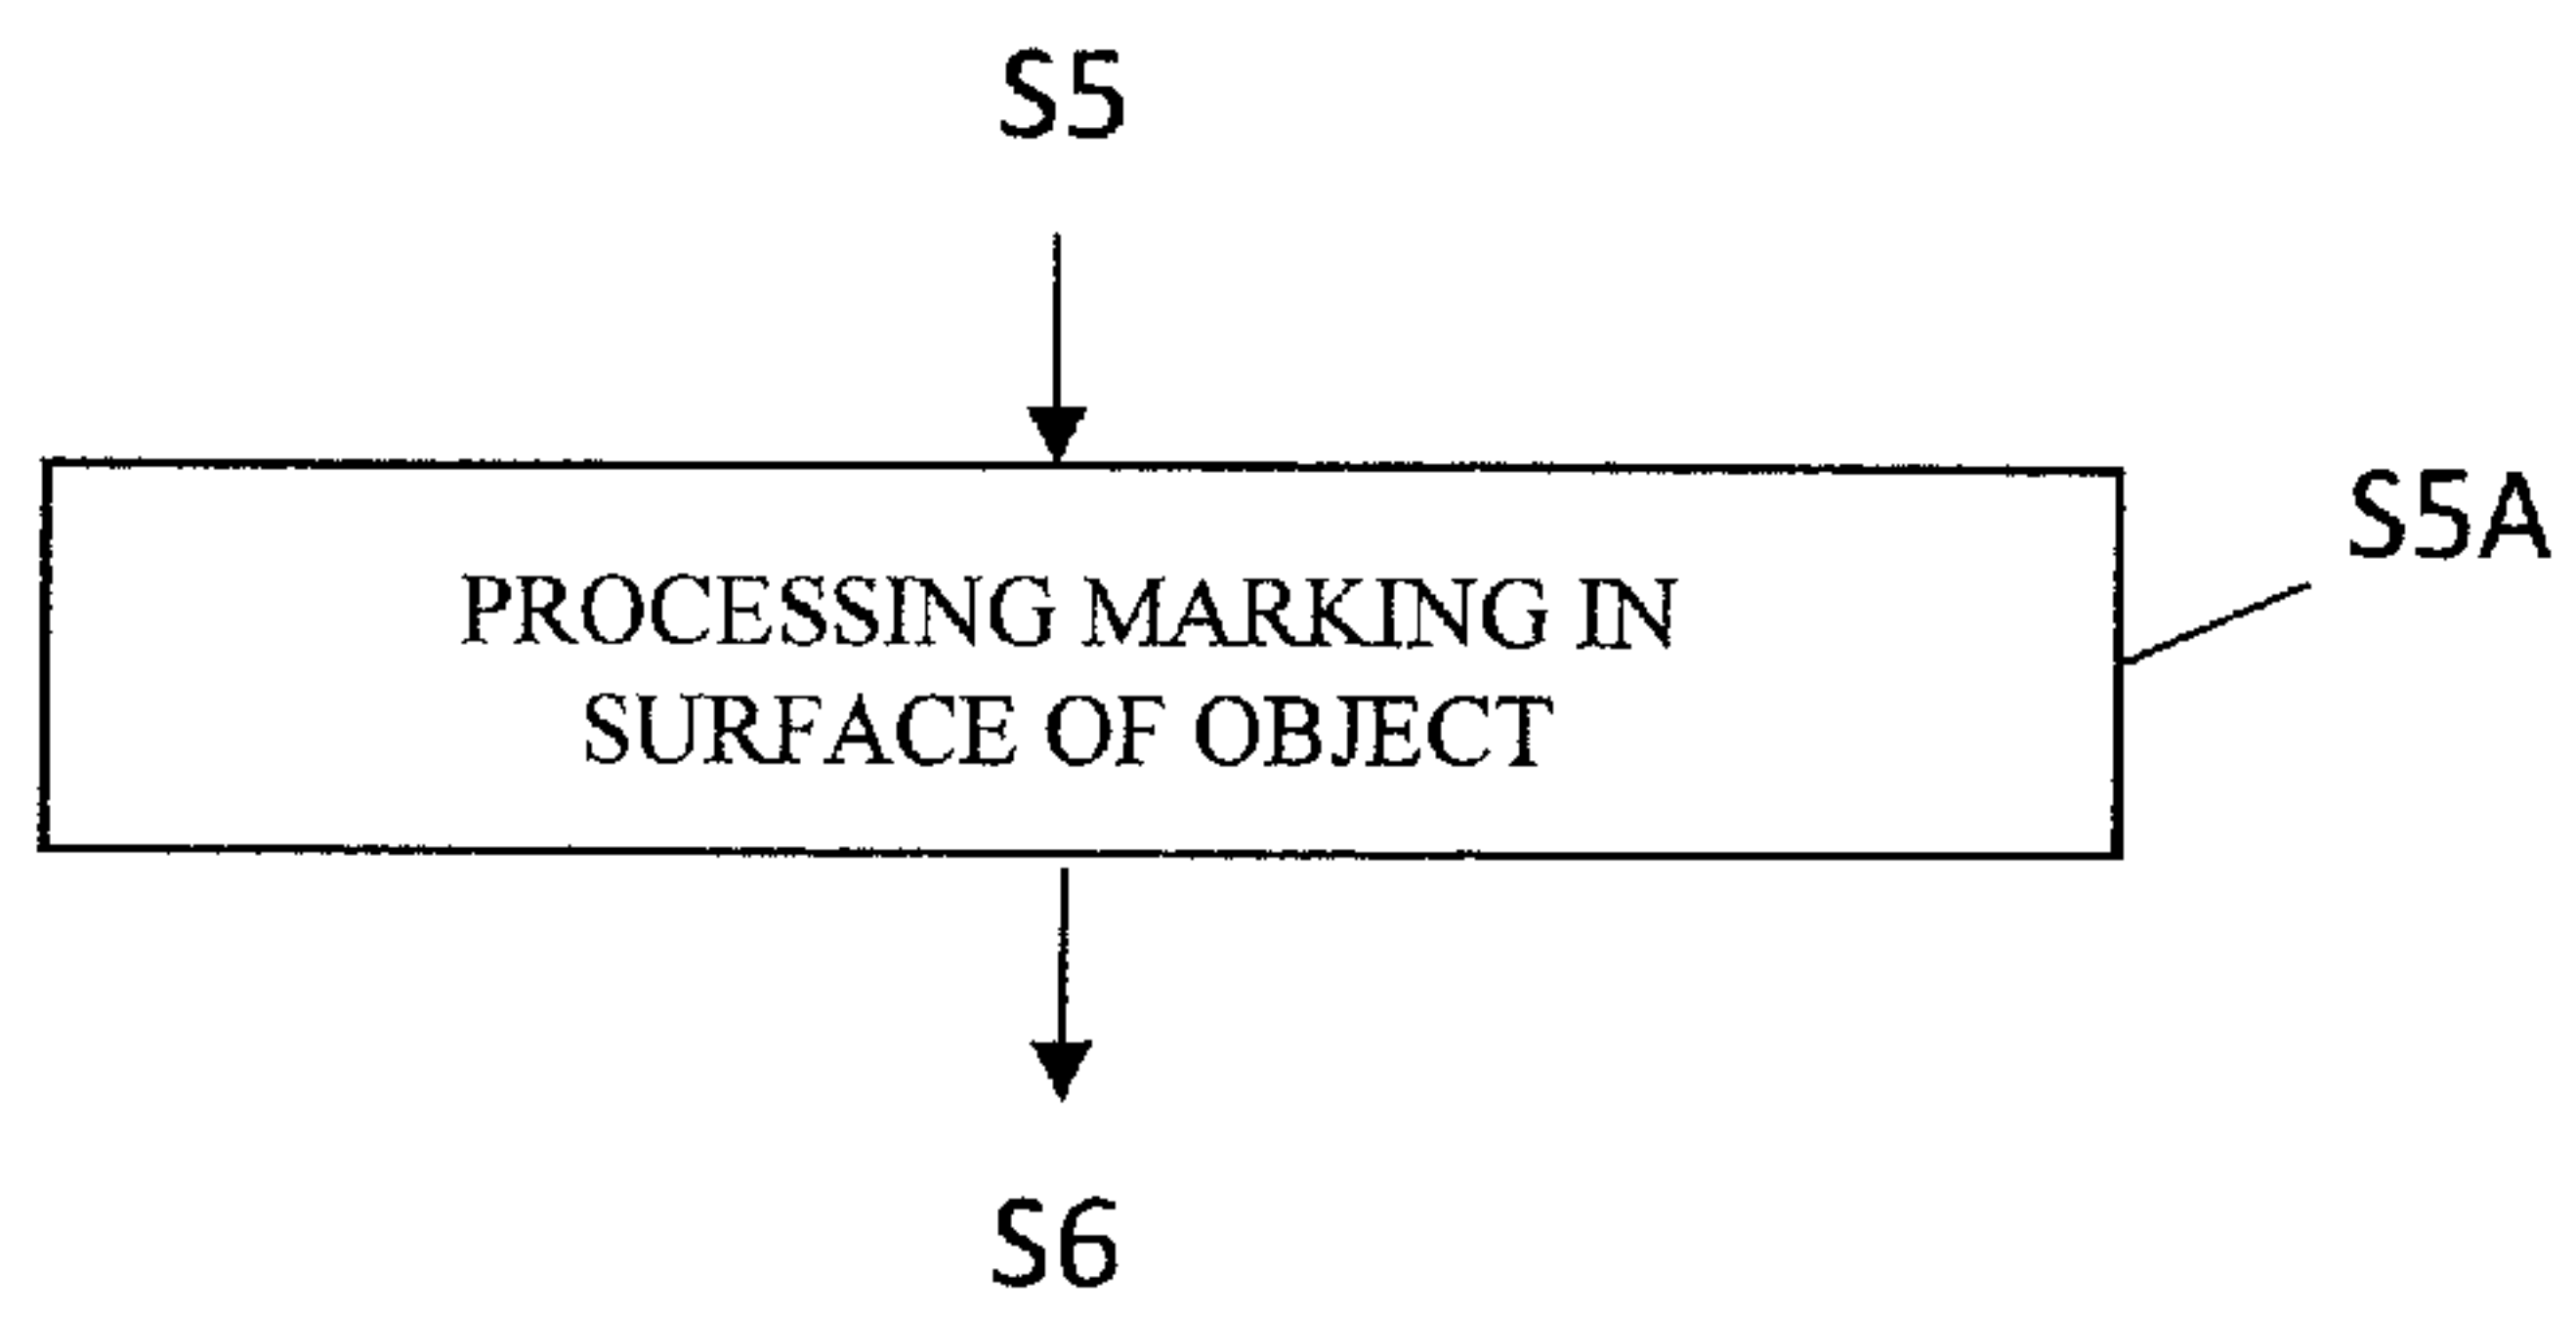 S5
S5A
PROCESSING MARKING IN
SURFACE OF OBJECT
S6